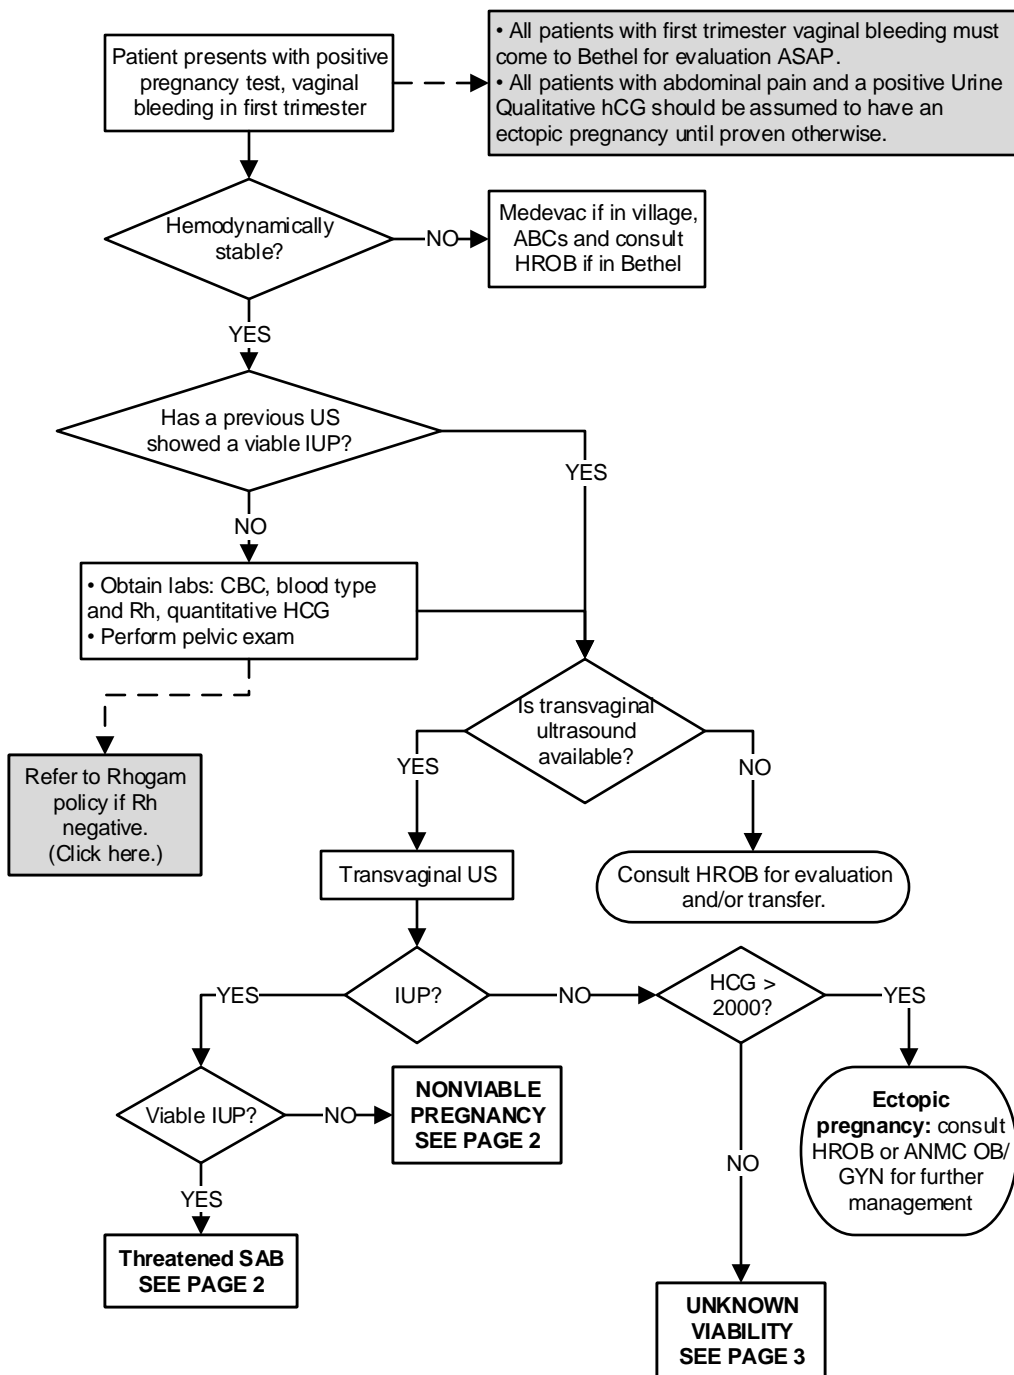 Patient presents with positive
pregnancy test, vaginal
bleeding in first trimester
• All patients with first trimester vaginal bleeding must
come to Bethel for evaluation ASAP.
• All patients with abdominal pain and a positive Urine
Qualitative hCG should be assumed to have an
ectopic pregnancy until proven otherwise.
Hemodynamically
stable?
NO
Medevac if in village,
ABCs and consult
HROB if in Bethel
YES
Has a previous US
showed a viable IUP?
YES
NO
• Obtain labs: CBC, blood type
and Rh, quantitative HCG
• Perform pelvic exam
Is transvaginal
ultrasound
available?
YES
NO
Refer to Rhogam
policy if Rh
negative.
(Click here.)
Transvaginal US
Consult HROB for evaluation
and/or transfer.
IUP?
YES
NO
HCG >
2000?
YES
Viable IUP?
NO
NONVIABLE
PREGNANCY
SEE PAGE 2
Ectopic
pregnancy: consult
HROB or ANMC OB/
GYN for further
management
NO
YES
Threatened SAB
SEE PAGE 2
UNKNOWN
VIABILITY
SEE PAGE 3